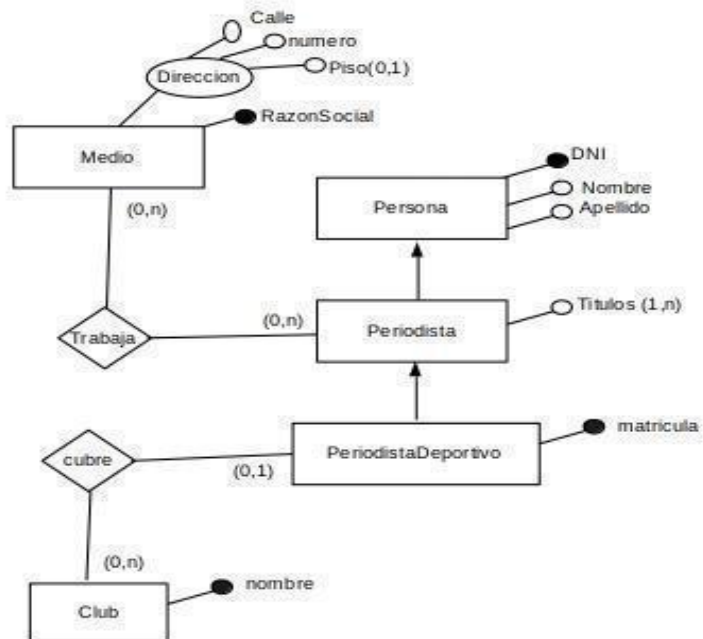 Calle
numero
Direccion
Piso(0,1)
RazonSocial
Medio
DNI
Nombre
Persona
Apellido
(0,n)
(0,n)
Titulos (1,n)
Trabaja
Periodista
matricula
PeriodistaDeportivo
cubre
(0,1)
(0,n)
nombre
Club